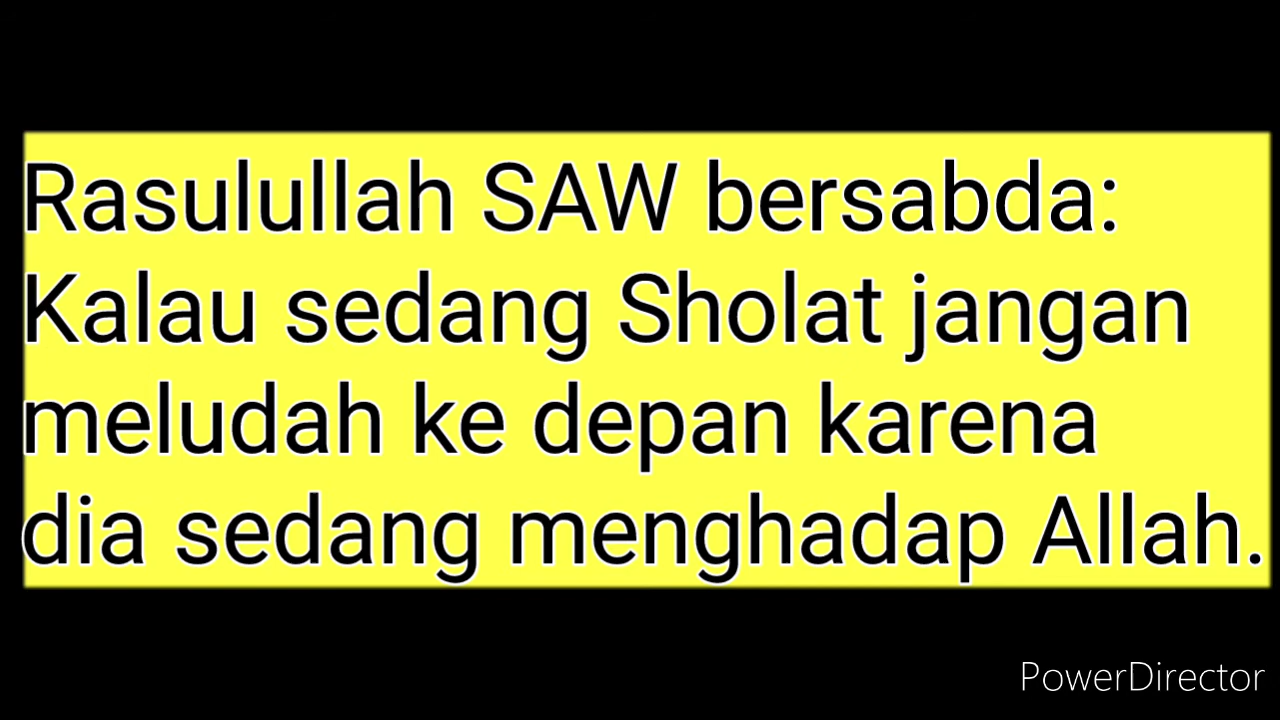 Rasulullah SAW bersabda:
Kalau sedang Sholat jangan
meludah ke depan karena
dia sedang menghadap Allah.
PowerDirector